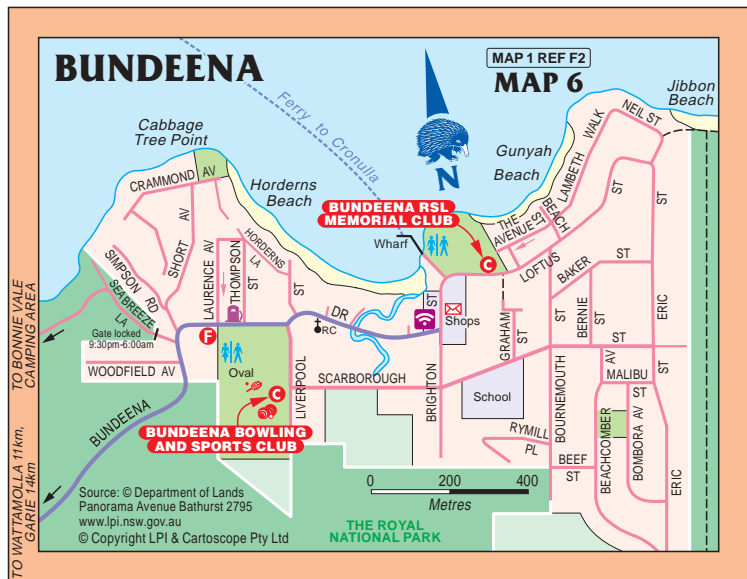 BUNDEENA
MAP 1 REF F2
MAP 6
Jibbon
Beach
Ferry to Cronulla
Cabbage
Tree Point
NEIL ST
LAMBETH WALK
Gunyah
Beach
CRAMMOND AV
Horderns
Beach
BUNDEENA RSL
MEMORIAL CLUB
THE AVENUE
BEACH ST
N
Wharf
C
LOFTUS ST
SHORT AV
LAURENCE AV
THOMPSON ST
HORDERNS LA
ST
BAKER ST
SIMPSON RD
SEABREEZE LA
DR
ST
Shops
GRAHAM ST
BERNIE ST
ERIC ST
RC
F
Gate locked
9:30pm-6:00am
TO BONNIE VALE
CAMPING AREA
WOODFIELD AV
Oval
LIVERPOOL
SCARBOROUGH ST
AV
MALIBU ST
BUNDEENA
C
BRIGHTON
School
BOURNEMOUTH
BEACHCOMBER
BOMBORA AV
BUNDEENA BOWLING
AND SPORTS CLUB
RYMILL
PL
BEEF
ST
ERIC
TO WATTAMOLLA 11km,
GARIE 14km
Source: © Department of Lands
Panorama Avenue Bathurst 2795
www.lpi.nsw.gov.au
© Copyright LPI & Cartoscope Pty Ltd
0 200 400
Metres
THE ROYAL
NATIONAL PARK